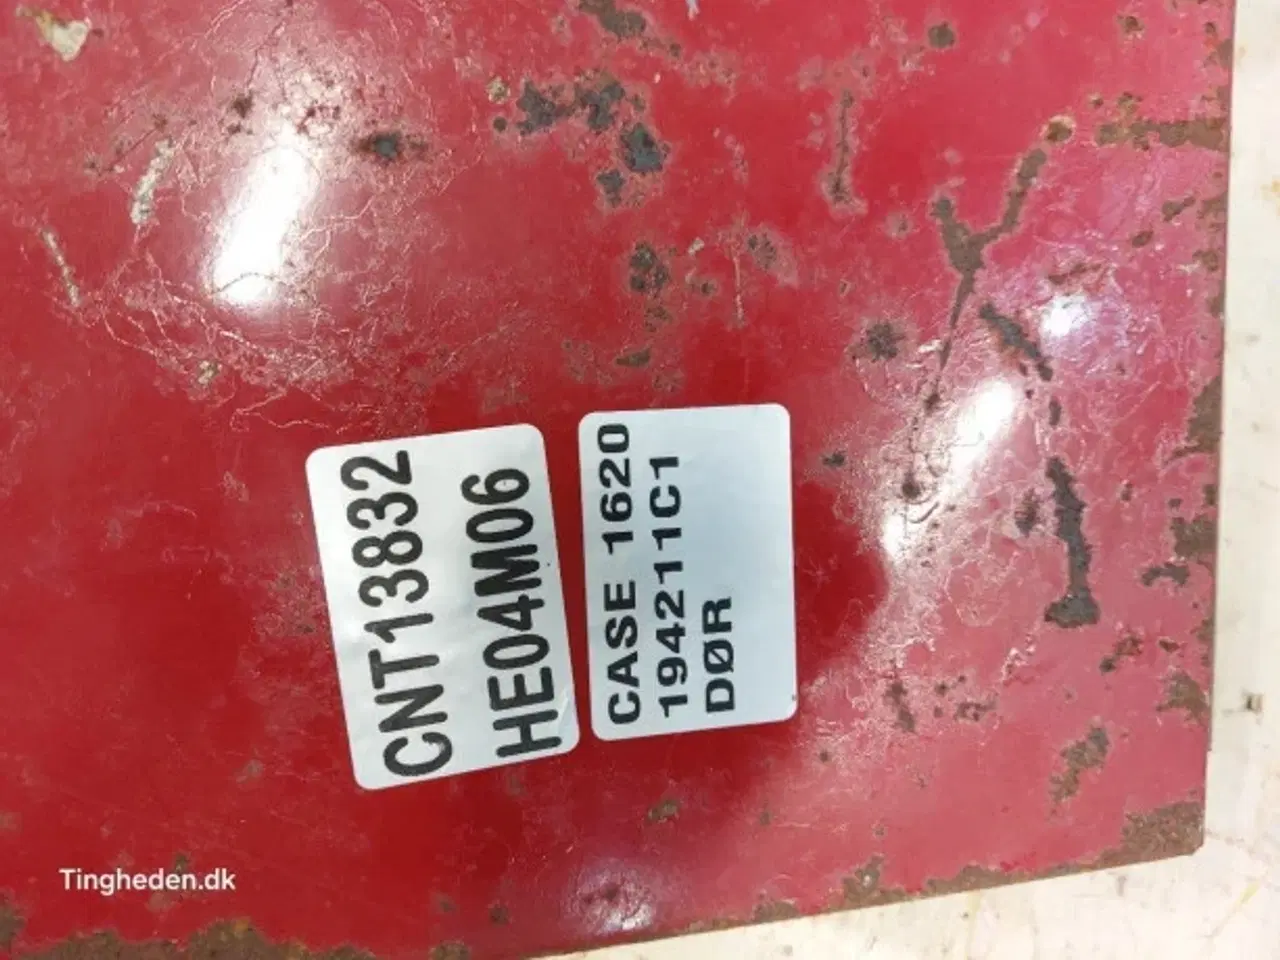 CNT13832
HE04M06
CASE 1620
194211C1
DØR
Tingheden.dk